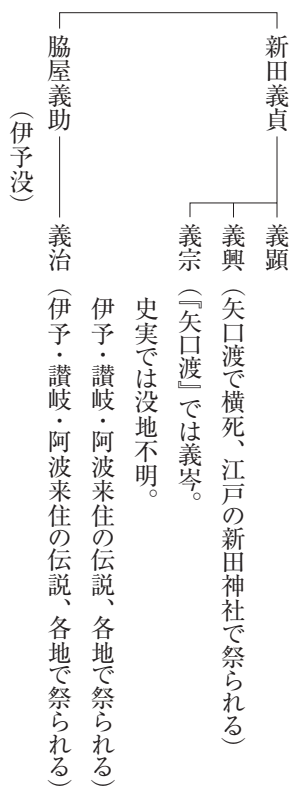 新田義貞
義顕
義興（矢口渡で横死、江戸の新田神社で祭られる）
義宗（『矢口渡』では義岑。
史実では没地不明。
伊予・讃岐・阿波来住の伝説、各地で祭られる）
脇屋義助
義治（伊予・讃岐・阿波来住の伝説、各地で祭られる）
（伊予没）